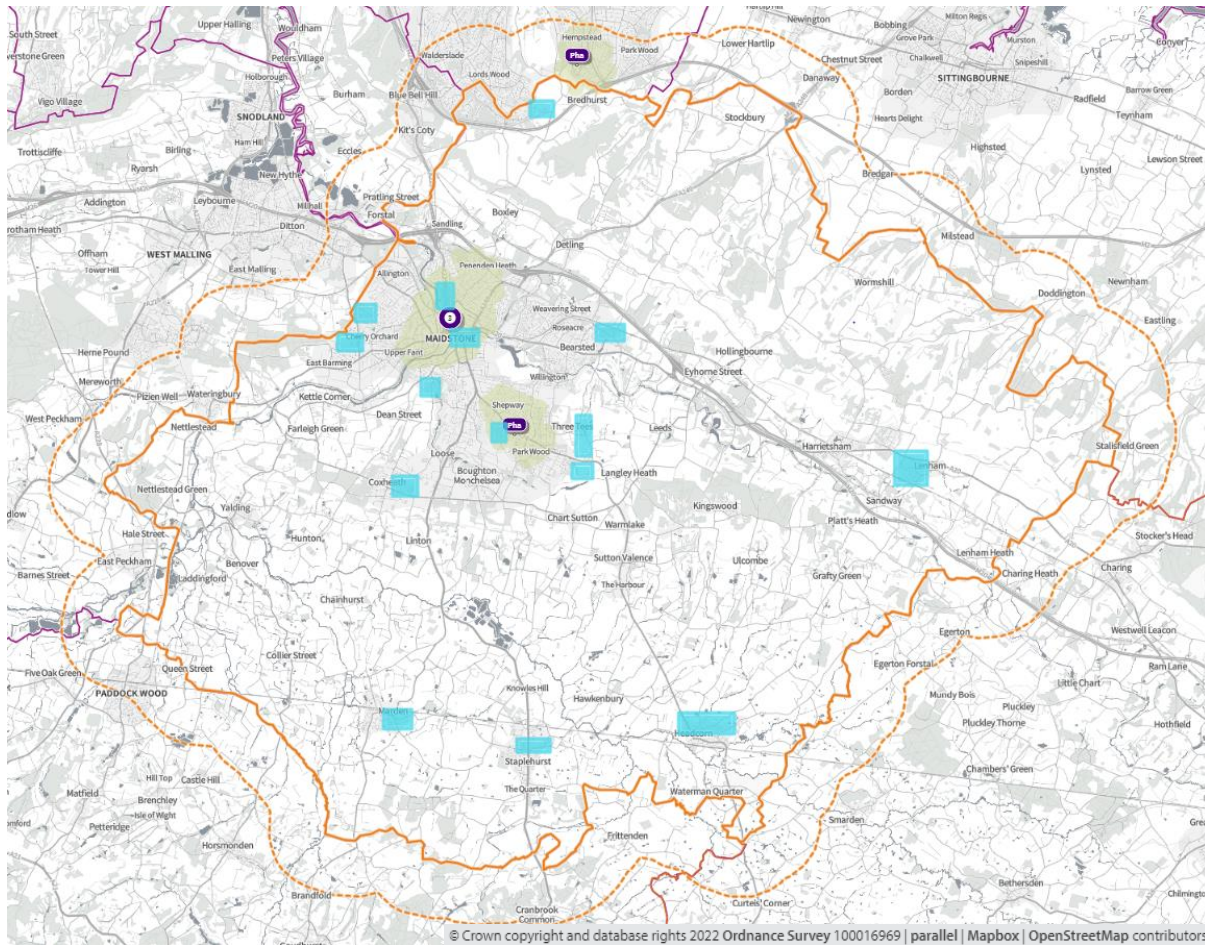 Upper Halling
Wouldham
Hempstead
Newington
Bobbing
Milton Regis
South Street
Peters Village
Walderslade
Pha
Park Wood
Lower Hartlip
Grove Park
Murston
Conyer
verstone Green
Holborough
Lords Wood
Chestnut Street
Chalkwell
Snipeshill
SITTINGBOURNE
Vigo Village
Burham
Blue Bell Hill
Bredhurst
Danaway
Borden
Barrow Green
SNODLAND
Kit's Coty
Stockbury
Hearts Delight
Radfield
Teynham
Trottiscliffe
Birling
Ham Hill
Eccles
Highsted
Lewson Street
Ryarsh
New Hythe
Bredgar
Lynsted
Addington
Leybourne
Millhall
Pratling Street
Forstal
Boxley
rotham Heath
Ditton
Sandling
Milstead
Offham
WEST MALLING
Detling
Tower Hill
East Malling
Allington
Penenden Heath
Wormshill
Doddington
Newnham
Weavering Street
Eastling
Herne Pound
Cherry Orchard
MAIDSTONE
Roseacre
Bearsted
Hollingbourne
Mereworth
East Barming
Upper Fant
Eyhorne Street
Pizien Well
Wateringbury
Kettle Corner
Willington
West Peckham
Nettlestead
Farleigh Green
Dean Street
Shepway
Pha
Three Tees
Leeds
Harrietsham
Stalisfield Green
Loose
Park Wood
Lenham
Nettlestead Green
Coxheath
Boughton
Monchelsea
Langley Heath
Sandway
Yalding
Chart Sutton
Kingswood
Platt's Heath
Hale Street
Hunton
Linton
Warmlake
Stocker's Head
East Peckham
Benover
Sutton Valence
Ulcombe
Lenham Heath
Charing
Barnes Street
Laddingford
The Harbour
Grafty Green
Charing Heath
Chainhurst
Egerton
Westwell Leacon
Five Oak Green
Queen Street
Collier Street
Egerton Forstal
Ram Lane
PADDOCK WOOD
Knowles Hill
Hawkenbury
Mundy Bois
Little Chart
Pluckley
Marden
Headcorn
Pluckley Thorne
Hothfield
Staplehurst
Chambers' Green
Hill Top
Castle Hill
The Quarter
Waterman Quarter
Matfield
Brenchley
Isle of Wight
Smarden
Petteridge
Frittenden
Horsmonden
Brandfold
Curteis' Corner
Bethersden
Cranbrook
Common
© Crown copyright and database rights 2022 Ordnance Survey 100016969 | parallel | Mapbox | OpenStreetMap contributors